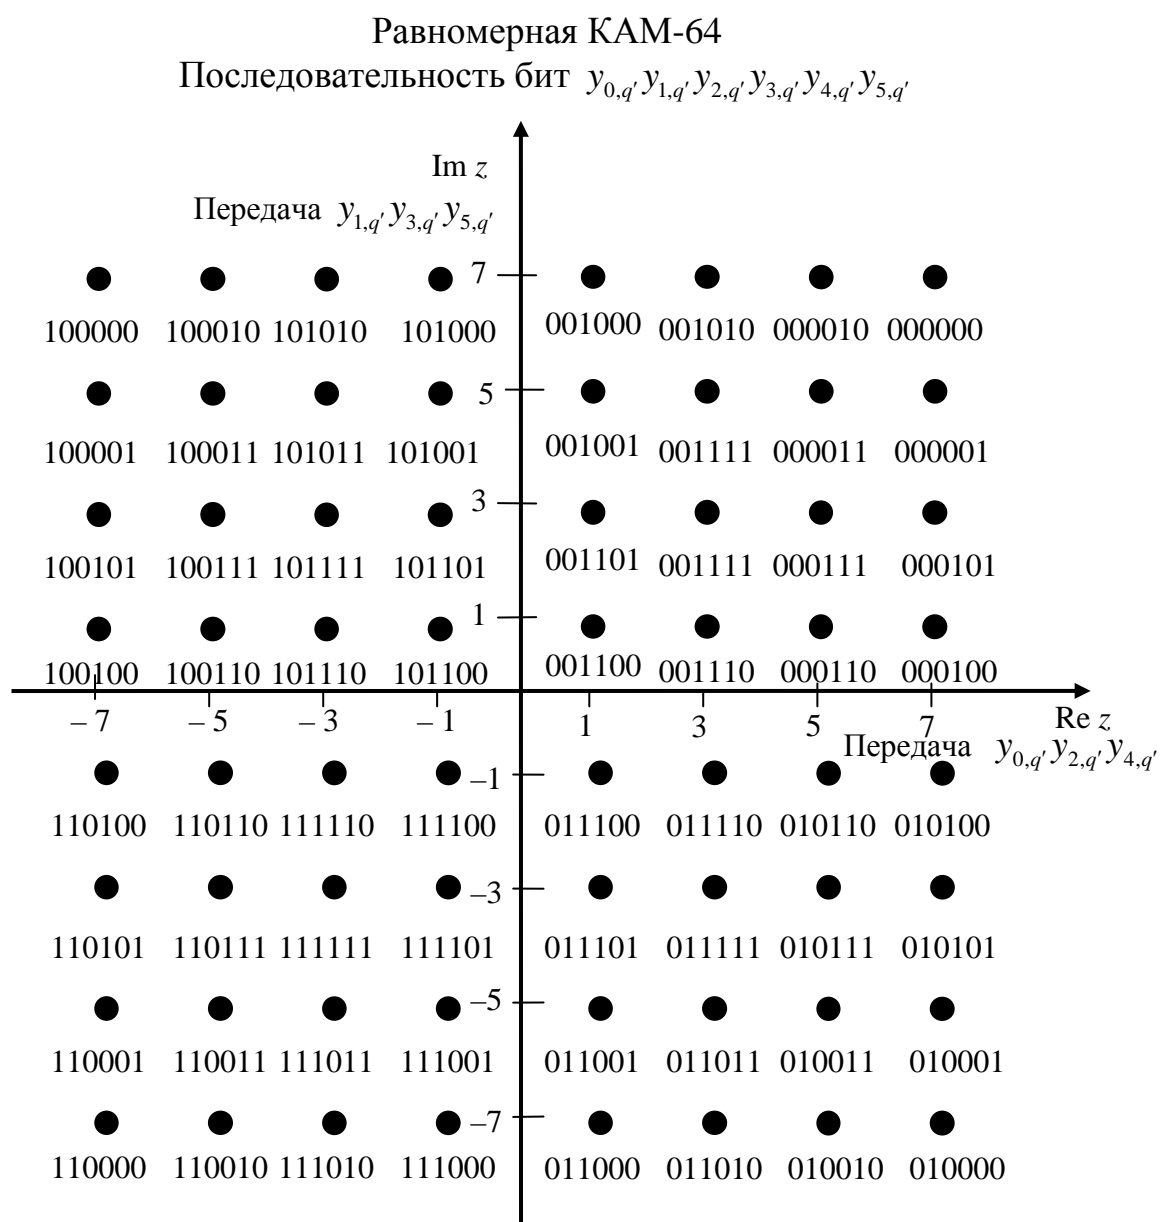 Равномерная КАМ-64
Последовательность бит y0,q′ y1,q′ y2,q′ y3,q′ y4,q′ y5,q′
Im z
Передача y1,q′ y3,q′ y5,q′
7
100000 100010 101010 101000 001000 001010 000010 000000
5
100001 100011 101011 101001 001001 001111 000011 000001
3
100101 100111 101111 101101 001101 001111 000111 000101
1
100100 100110 101110 101100 001100 001110 000110 000100
– 7 – 5 – 3 – 1 1 3 5 7 Re z
Передача y0,q′ y2,q′ y4,q′
–1
110100 110110 111110 111100 011100 011110 010110 010100
–3
110101 110111 111111 111101 011101 011111 010111 010101
–5
110001 110011 111011 111001 011001 011011 010011 010001
–7
110000 110010 111010 111000 011000 011010 010010 010000